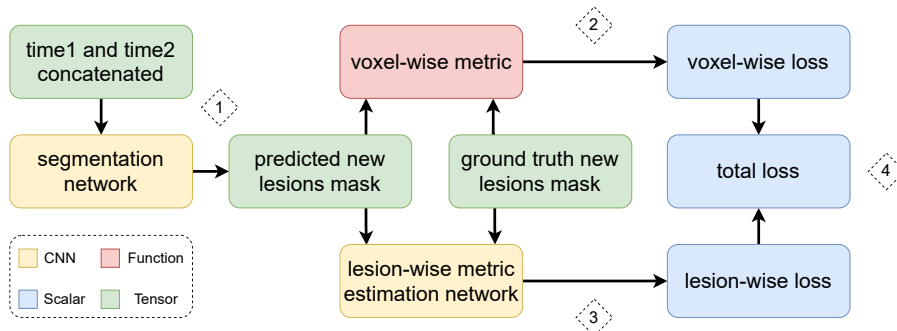 time1 and time2
concatenated
1
segmentation
network
predicted new
lesions mask
ground truth new
lesions mask
voxel-wise metric
2
voxel-wise loss
total loss
4
lesion-wise metric
estimation network
3
lesion-wise loss
CNN
Function
Scalar
Tensor